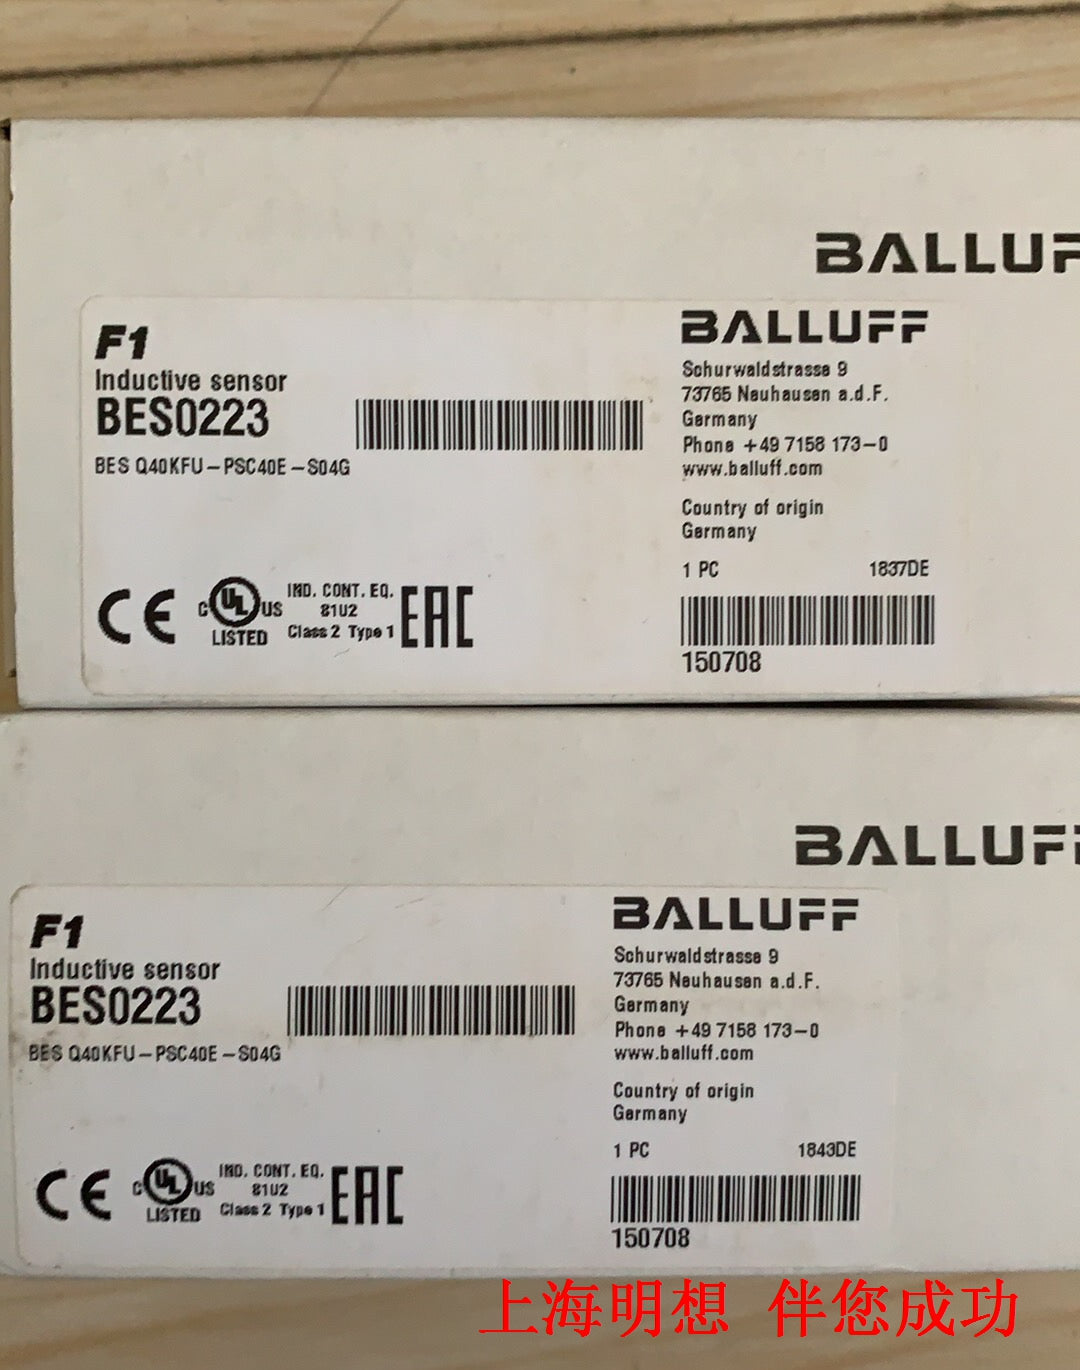 BALLUF
F1
Inductive sensor
BES0223
BES Q40KFU-PSC40E-S04G
CE
C UL US
LISTED
IND. CONT. EQ.
81U2
Class 2 Type 1
EAC
BALLUFF
Schurwaldstrasse 9
73765 Neuhausen a.d.F.
Germany
Phone +49 7158 173-0
www.balluff.com
Country of origin
Germany
1 PC 1837DE
150708
BALLUF
F1
Inductive sensor
BES0223
BES Q40KFU-PSC40E-S04G
CE
C UL US
LISTED
IND. CONT. EQ.
81U2
Class 2 Type 1
EAC
BALLUFF
Schurwaldstrasse 9
73765 Neuhausen a.d.F.
Germany
Phone +49 7158 173-0
www.balluff.com
Country of origin
Germany
1 PC 1843DE
150708
上海明想 伴您成功